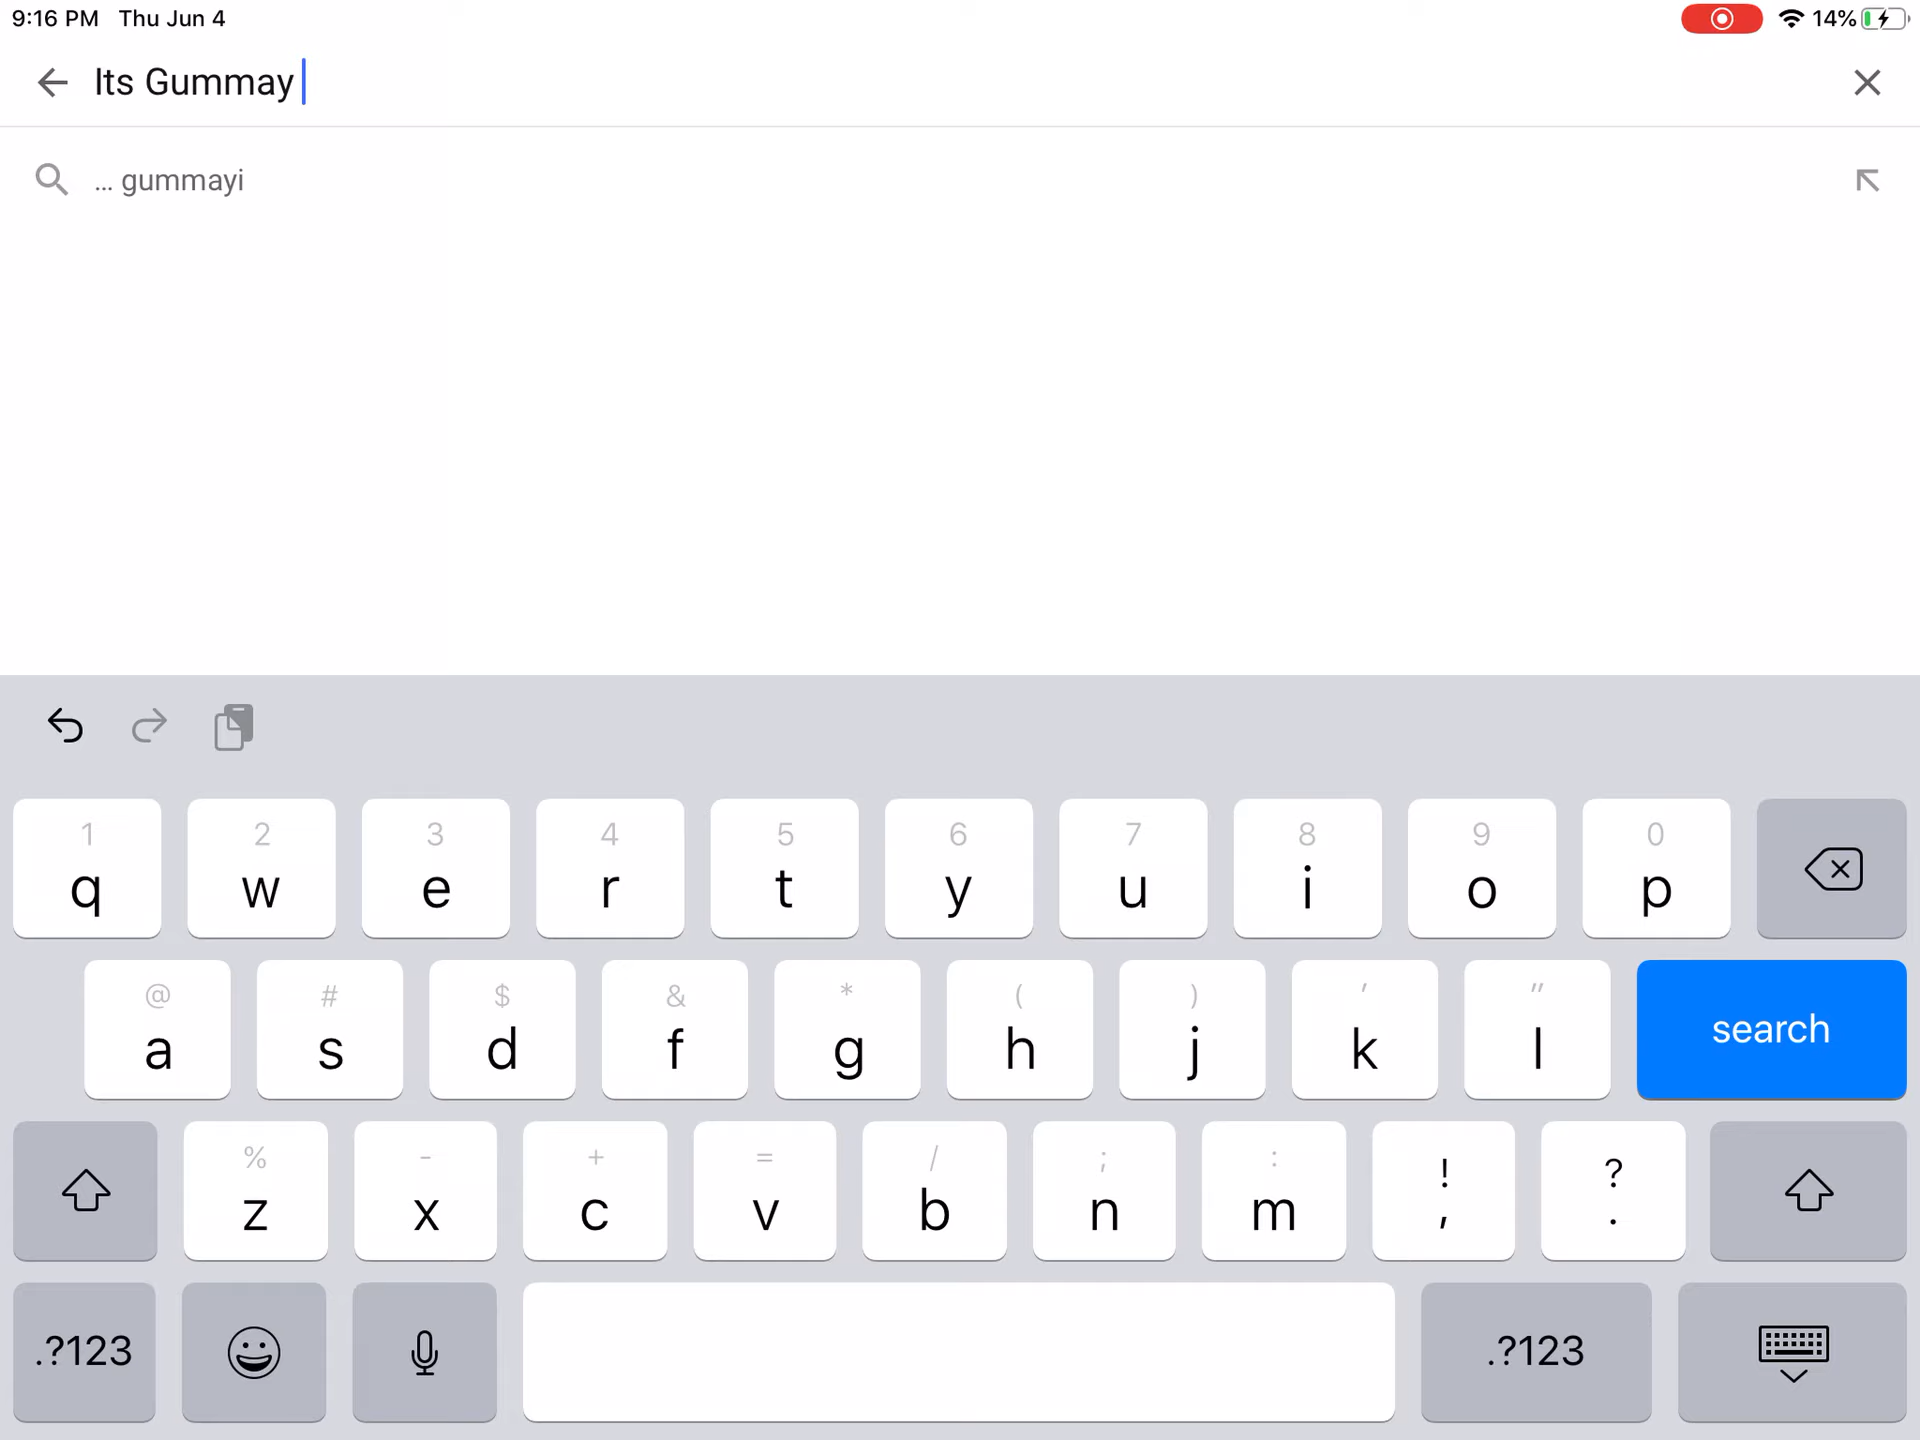 9:16 PM Thu Jun 4 14%
Its Gummay
... gummayi
1 2 3 4 5 6 7 8 9 0
q w e r t y u i o p
@ # $ & * ( ) ' "
a s d f g h j k l search
% - + = / ; : ! ?
z x c v b n m , .
.?123 .?123